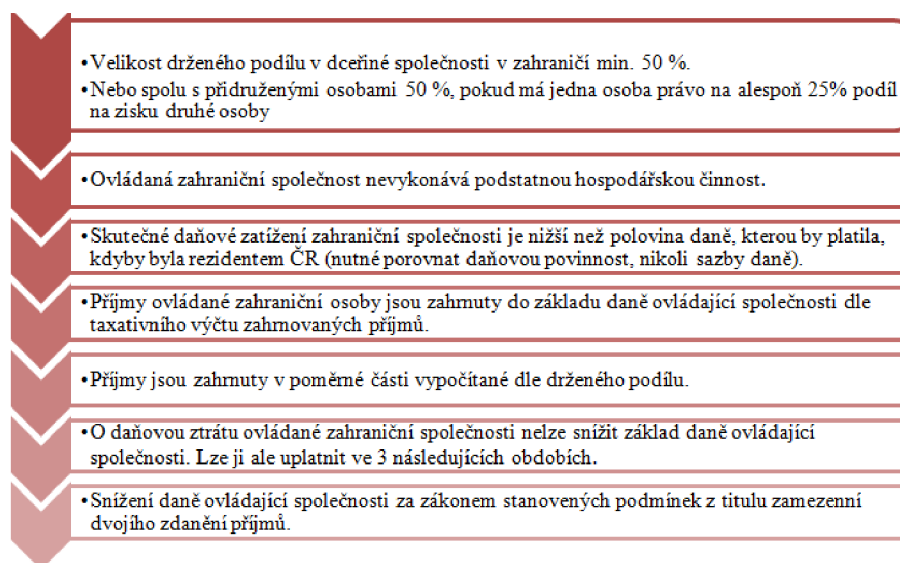 •Velikost drženého podílu v dceřiné společnosti v zahraničí min. 50 %.
•Nebo spolu s přidruženými osobami 50 %, pokud má jedna osoba právo na alespoň 25% podíl
na zisku druhé osoby
•Ovládaná zahraniční společnost nevykonává podstatnou hospodářskou činnost.
•Skutečné daňové zatížení zahraniční společnosti je nižší než polovina daně, kterou by platila,
kdyby byla rezidentem ČR (nutné porovnat daňovou povinnost, nikoli sazby daně).
•Příjmy ovládané zahraniční osoby jsou zahrnuty do základu daně ovládající společnosti dle
taxativního výčtu zahrnovaných příjmů.
•Příjmy jsou zahrnuty v poměrné části vypočítané dle drženého podílu.
•O daňovou ztrátu ovládané zahraniční společnosti nelze snížit základ daně ovládající
společnosti. Lze ji ale uplatnit ve 3 následujících obdobích.
•Snížení daně ovládající společnosti za zákonem stanovených podmínek z titulu zamezenní
dvojího zdanění příjmů.